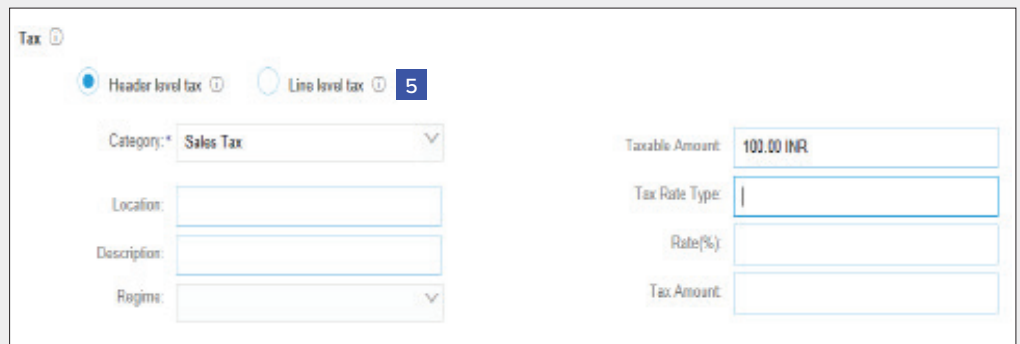 Tax
Header level tax Line level tax 5
Category:* Sales Tax
Location:
Description:
Regime:
Taxable Amount: 100.00 INR
Tax Rate Type:
Rate(%):
Tax Amount: